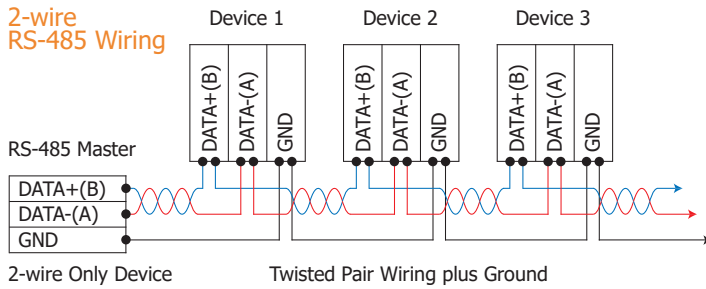 2-wire
RS-485 Wiring
Device 1
Device 2
Device 3
DATA+(B)
DATA-(A)
GND
DATA+(B)
DATA-(A)
GND
DATA+(B)
DATA-(A)
GND
RS-485 Master
DATA+(B)
DATA-(A)
GND
2-wire Only Device
Twisted Pair Wiring plus Ground